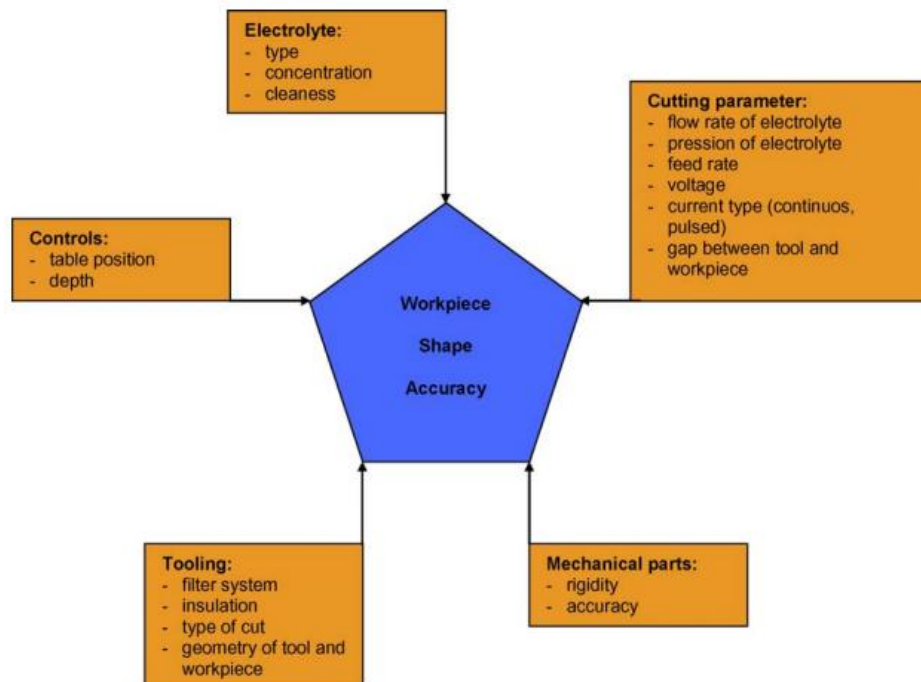 Electrolyte:
- type
- concentration
- cleaness
Cutting parameter:
- flow rate of electrolyte
- pression of electrolyte
- feed rate
- voltage
- current type (continuos,
pulsed)
- gap between tool and
workpiece
Controls:
- table position
- depth
Workpiece
Shape
Accuracy
Tooling:
- filter system
- insulation
- type of cut
- geometry of tool and
workpiece
Mechanical parts:
- rigidity
- accuracy